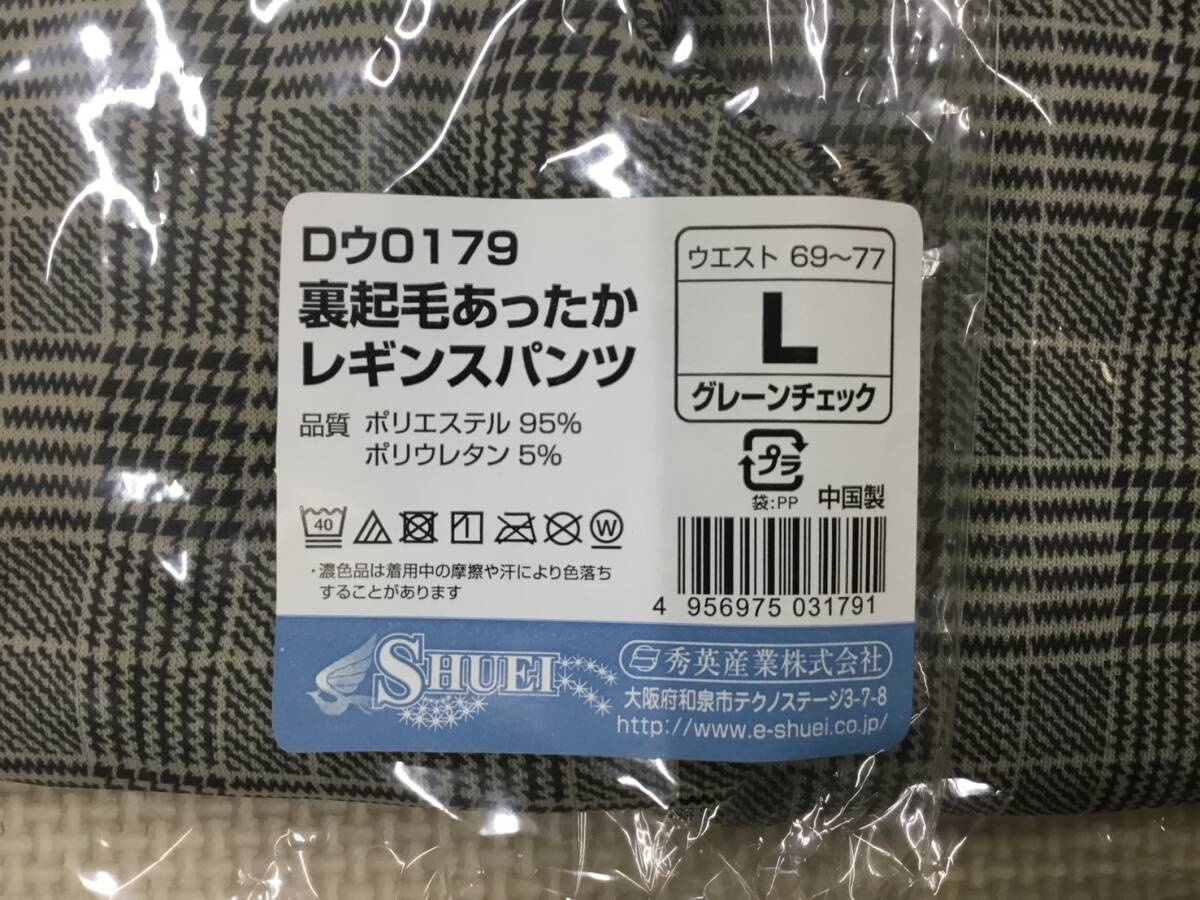 Dウ0179
裏起毛あったか
レギンスパンツ
品質 ポリエステル 95%
ポリウレタン 5%
40
W
・濃色品は着用中の摩擦や汗により色落ち
することがあります
ウエスト 69〜77
L
グレーンチェック
プラ
袋:PP 中国製
4 956975 031791
SHUEI
秀英産業株式会社
大阪府和泉市テクノステージ3-7-8
http://www.e-shuei.co.jp/